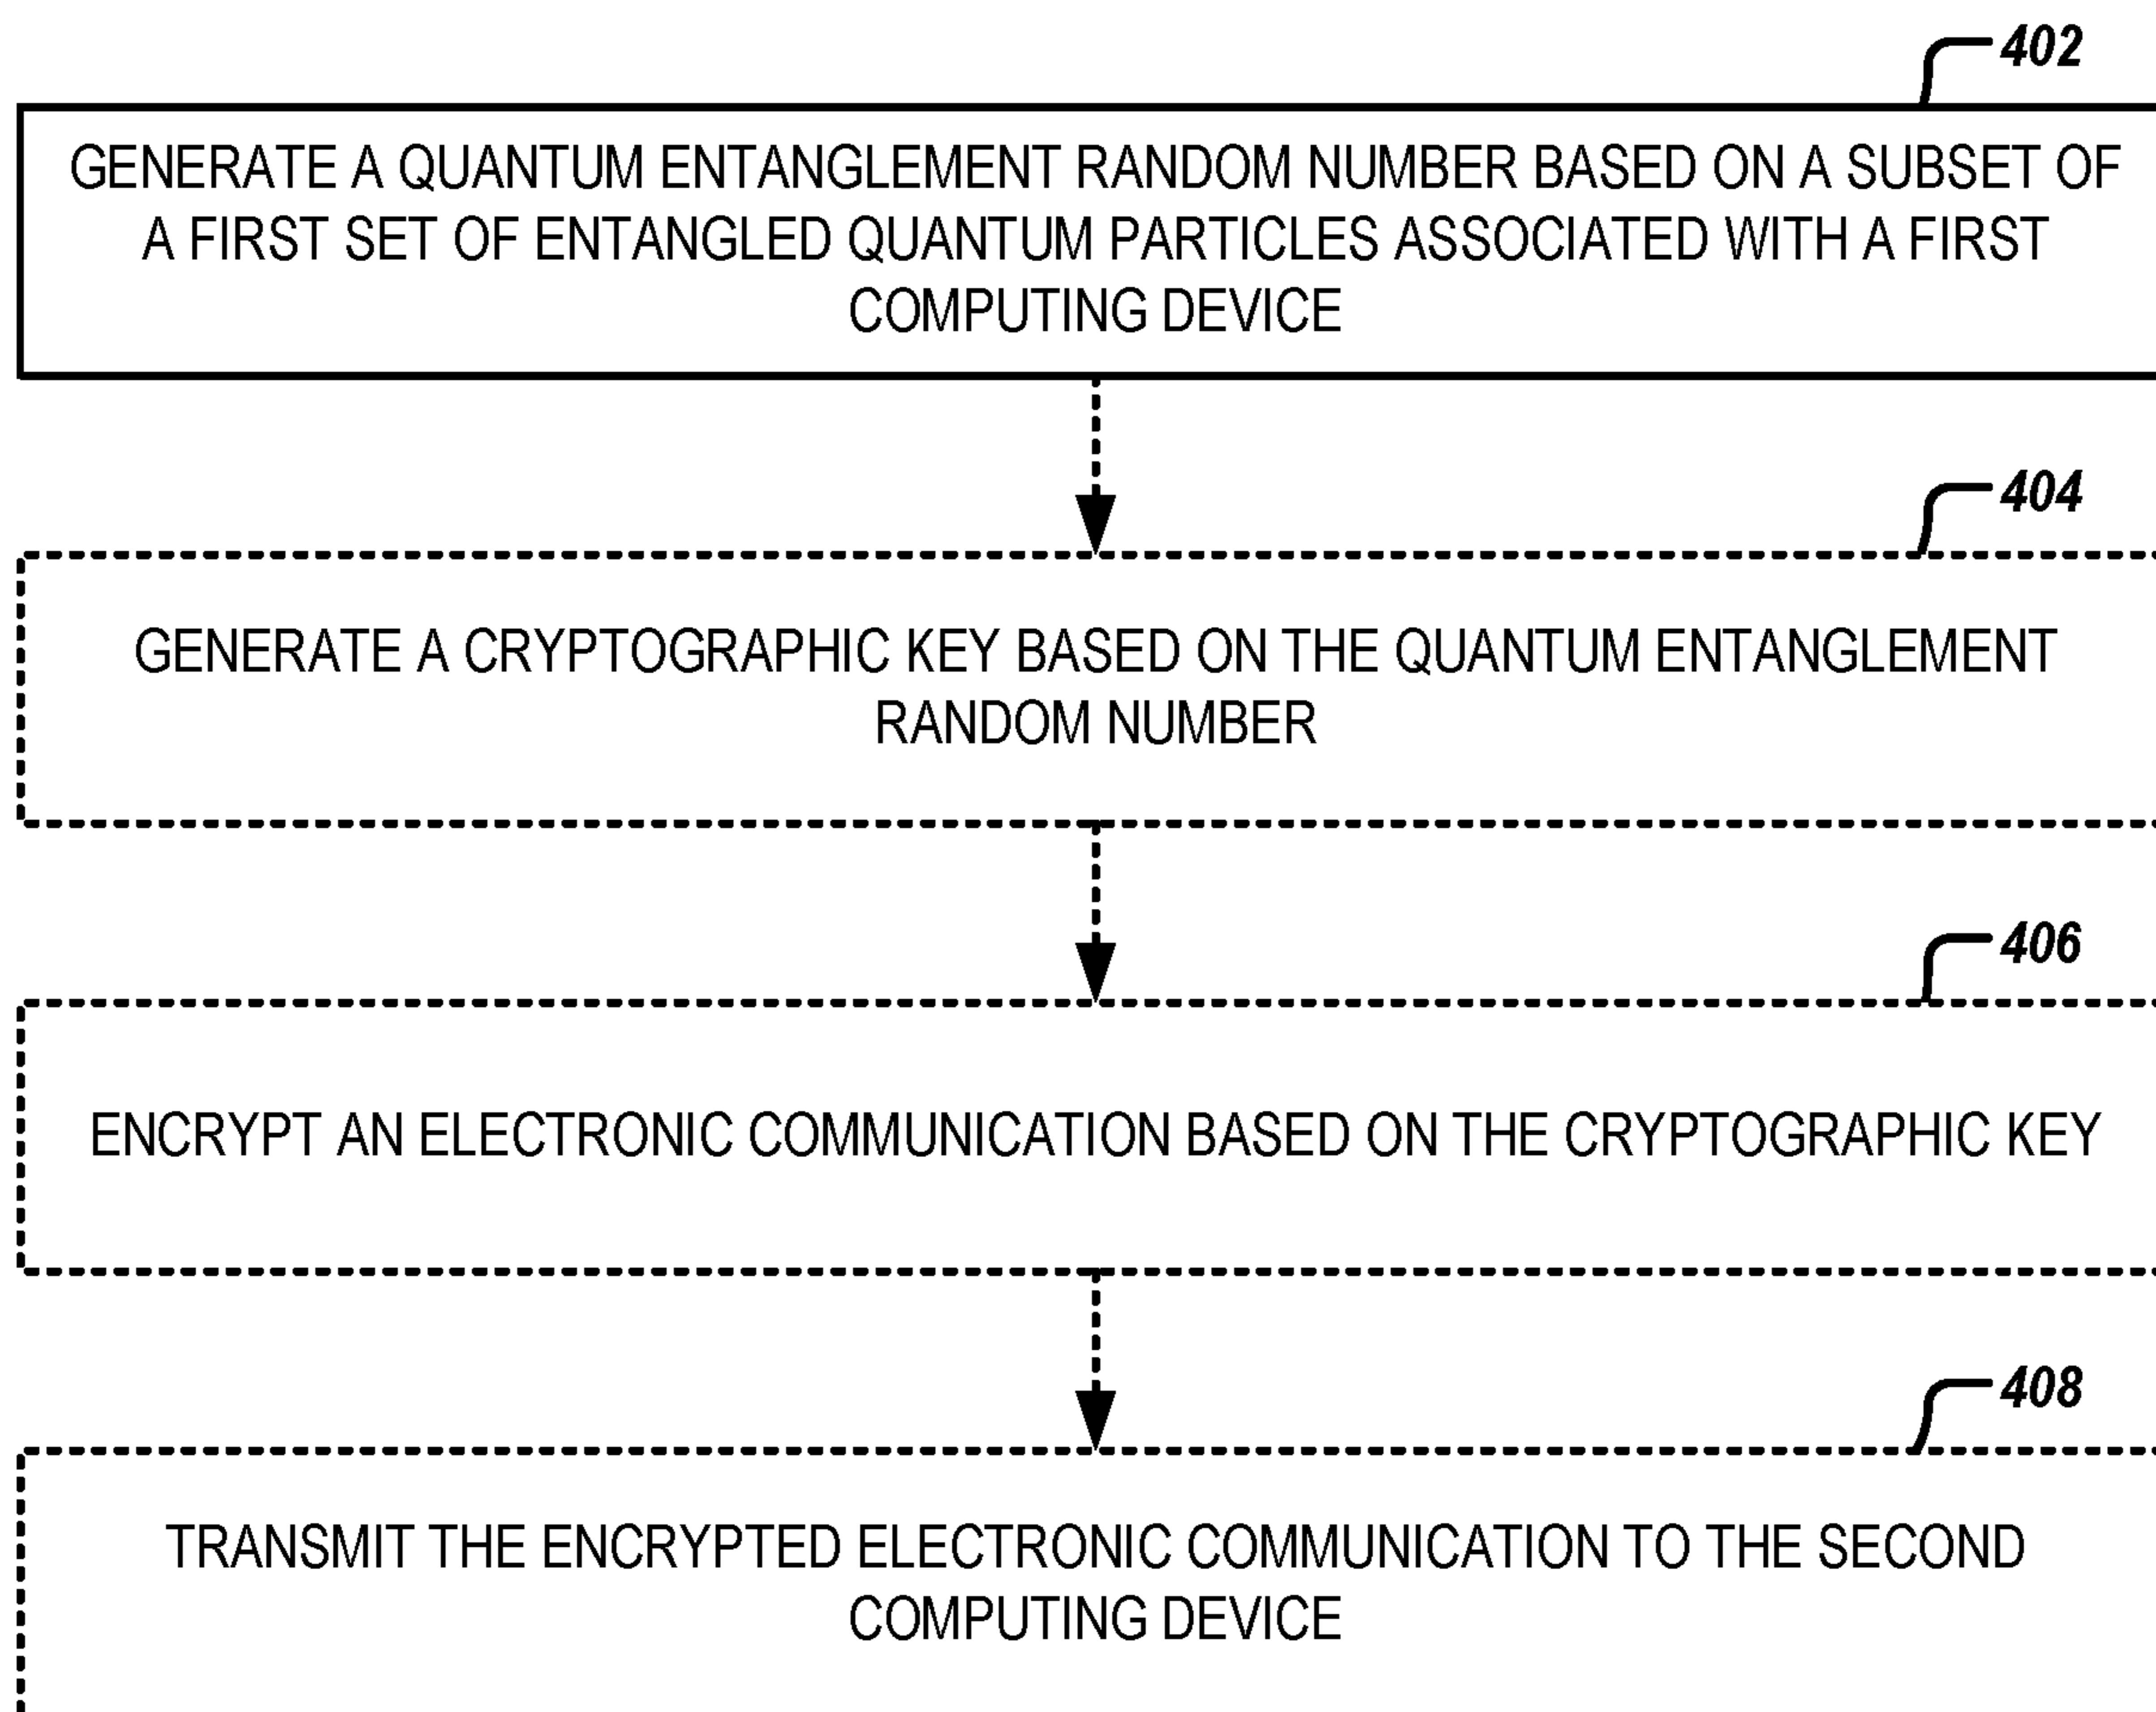 402
GENERATE A QUANTUM ENTANGLEMENT RANDOM NUMBER BASED ON A SUBSET OF
A FIRST SET OF ENTANGLED QUANTUM PARTICLES ASSOCIATED WITH A FIRST
COMPUTING DEVICE
404
GENERATE A CRYPTOGRAPHIC KEY BASED ON THE QUANTUM ENTANGLEMENT
RANDOM NUMBER
406
ENCRYPT AN ELECTRONIC COMMUNICATION BASED ON THE CRYPTOGRAPHIC KEY
408
TRANSMIT THE ENCRYPTED ELECTRONIC COMMUNICATION TO THE SECOND
COMPUTING DEVICE